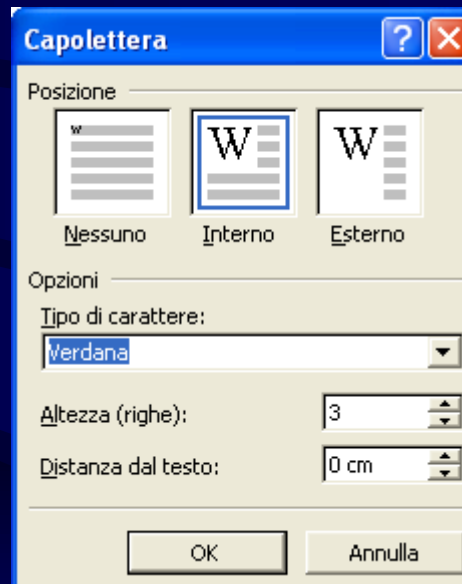 Capolettera
Posizione
W W W
Nessuno Interno Esterno
Opzioni
Tipo di carattere:
Verdana
Altezza (righe): 3
Distanza dal testo: 0 cm
OK Annulla